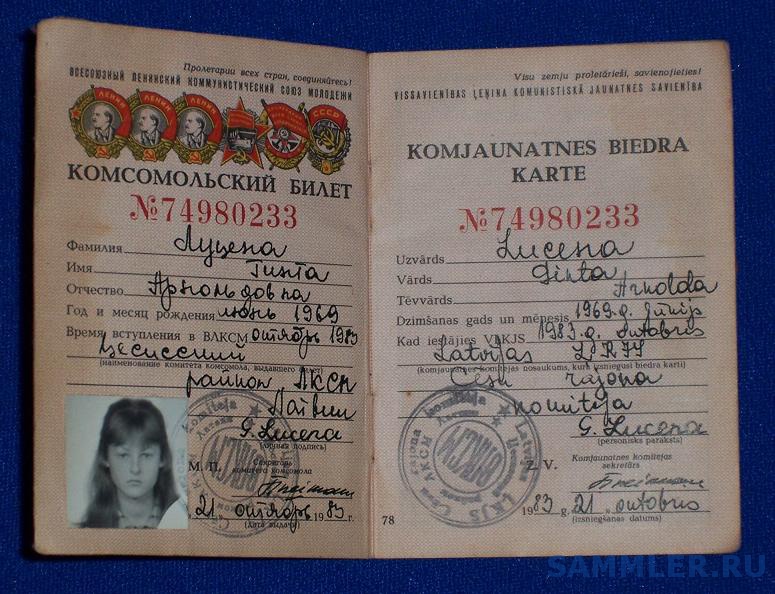 Пролетарии всех стран, соединяйтесь!
ВСЕСОЮЗНЫЙ ЛЕНИНСКИЙ КОММУНИСТИЧЕСКИЙ СОЮЗ МОЛОДЕЖИ
ЛЕНИН ЛЕНИН ЛЕНИН СССР
КОМСОМОЛЬСКИЙ БИЛЕТ
№74980233
Фамилия Луцена
Имя Гинта
Отчество Арнольдовна
Год и месяц рождения июнь 1969
Время вступления в ВЛКСМ октябрь 1983
Цесисский
(наименование комитета комсомола, выдавшего билет)
райком ЛКСМ
Латвии
G. Lucena
(личная подпись)
М. П. Секретарь
комитета комсомола
21 октябрь 1983 г.
(дата выдачи)
Visu zemju proletārieši, savienojieties!
VISSAVIENĪBAS ĻEŅINA KOMUNISTISKĀ JAUNATNES SAVIENĪBA
KOMJAUNATNES BIEDRA
KARTE
№74980233
Uzvārds Lucena
Vārds Ginta
Tēvvārds Arnolda
Dzimšanas gads un mēnesis 1969. g. jūnijs
Kad iestājies VĻKJS 1983. g. oktobris
Latvijas ĻKJS
(komjaunatnes komitejas nosaukums, kura izsniegusi biedra karti)
Cēsu rajona
komiteja
G. Lucena
(personisks paraksts)
Z. V. Komjaunatnes komitejas
sekretārs
1983. g. 21. oktobris
(izsniegšanas datums)
78
SAMMLER.RU